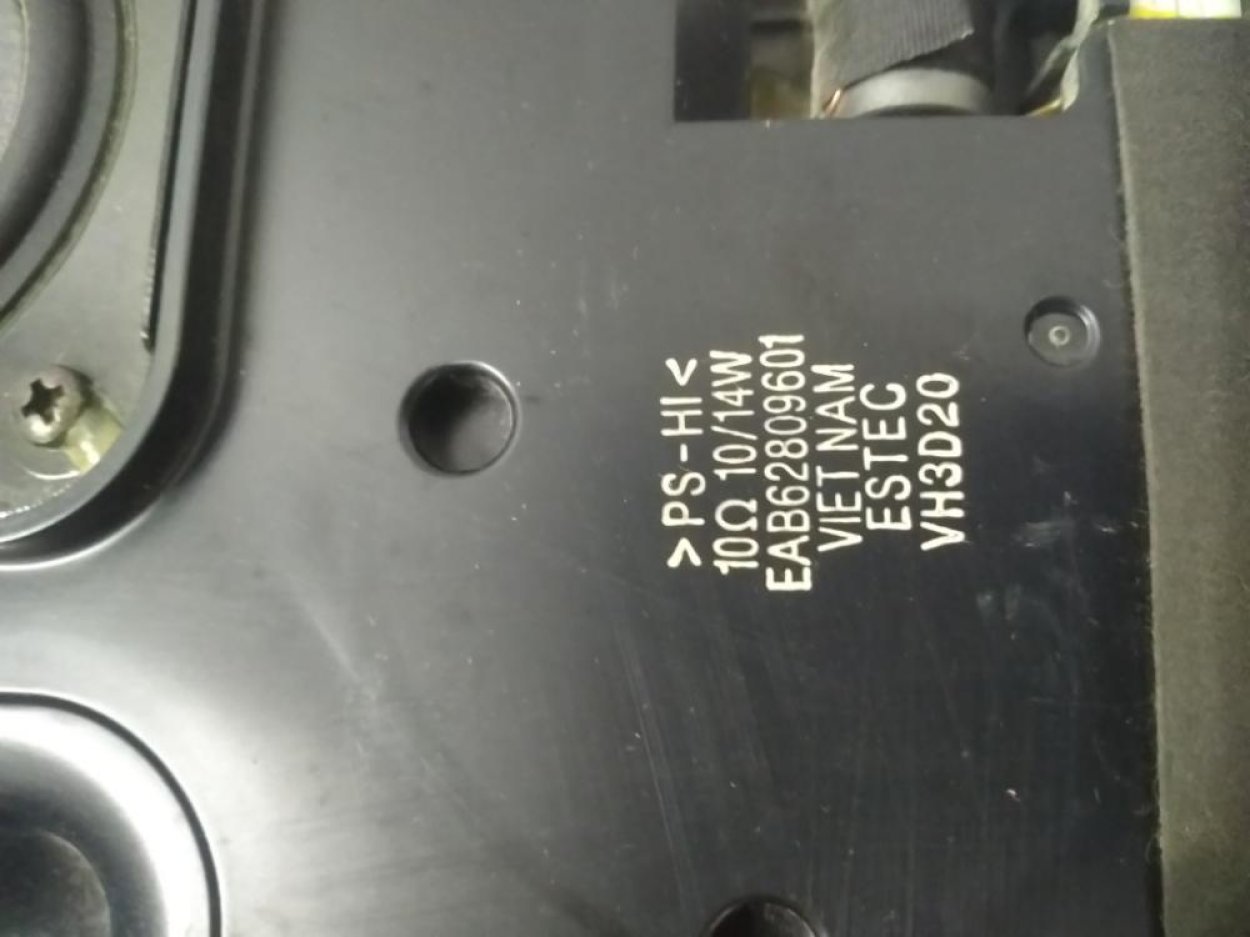 >PS-HI<
10Ω 10/14W
EAB62809601
VIET NAM
ESTEC
VH3D20